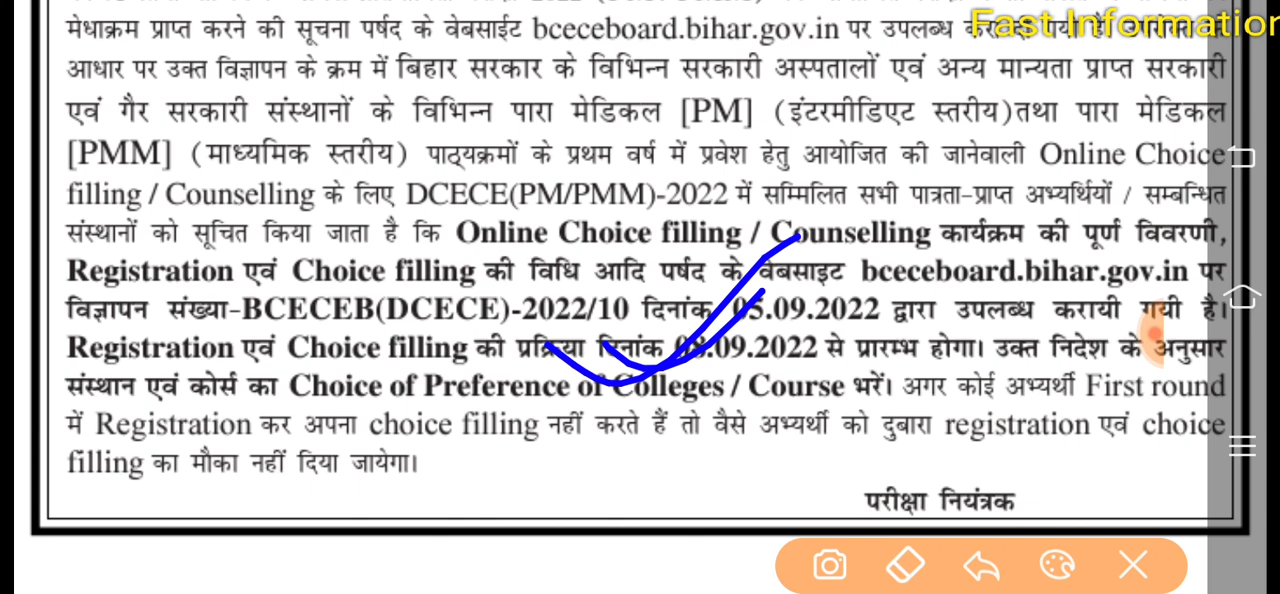 मेधाक्रम प्राप्त करने की सूचना पर्षद के वेबसाईट bceceboard.bihar.gov.in पर उपलब्ध
Fast Information
आधार पर उक्त विज्ञापन के क्रम में बिहार सरकार के विभिन्न सरकारी अस्पतालों एवं अन्य मान्यता प्राप्त सरकारी
एवं गैर सरकारी संस्थानों के विभिन्न पारा मेडिकल [PM] (इंटरमीडिएट स्तरीय)तथा पारा मेडिकल
[PMM] (माध्यमिक स्तरीय) पाठ्यक्रमों के प्रथम वर्ष में प्रवेश हेतु आयोजित की जानेवाली Online Choice
filling / Counselling के लिए DCECE(PM/PMM)-2022 में सम्मिलित सभी पात्रता-प्राप्त अभ्यर्थियों / सम्बन्धित
संस्थानों को सूचित किया जाता है कि Online Choice filling / Counselling कार्यक्रम की पूर्ण विवरणी,
Registration एवं Choice filling की विधि आदि पर्षद के वेबसाइट bceceboard.bihar.gov.in पर
विज्ञापन संख्या-BCECEB(DCECE)-2022/10 दिनांक 05.09.2022 द्वारा उपलब्ध करायी गयी है।
Registration एवं Choice filling की प्रक्रिया दिनांक 08.09.2022 से प्रारम्भ होगा। उक्त निदेश के अनुसार
संस्थान एवं कोर्स का Choice of Preference of Colleges / Course भरें। अगर कोई अभ्यर्थी First round
में Registration कर अपना choice filling नहीं करते हैं तो वैसे अभ्यर्थी को दुबारा registration एवं choice
filling का मौका नहीं दिया जायेगा।
परीक्षा नियंत्रक